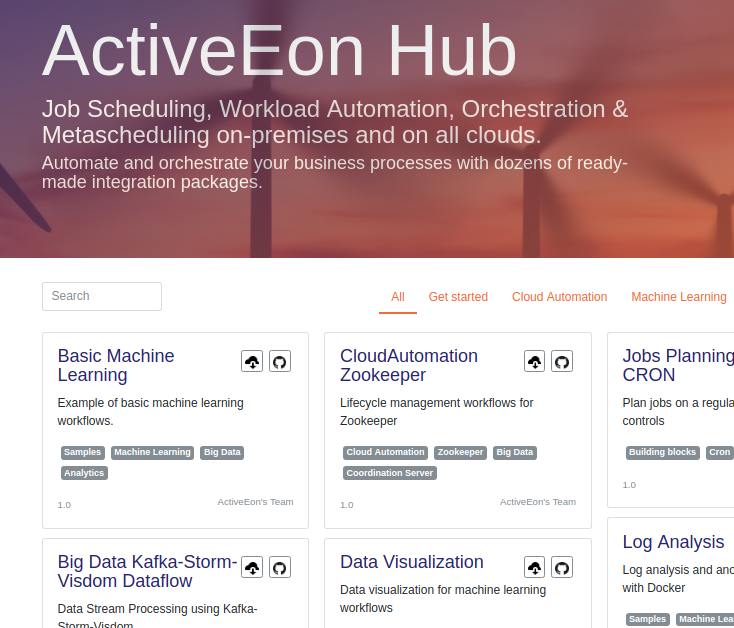 ActiveEon Hub
Job Scheduling, Workload Automation, Orchestration &
Metascheduling on-premises and on all clouds.
Automate and orchestrate your business processes with dozens of ready-
made integration packages.
Search
All Get started Cloud Automation Machine Learning
Basic Machine
Learning
Example of basic machine learning
workflows.
Samples Machine Learning Big Data
Analytics
1.0 ActiveEon's Team
CloudAutomation
Zookeeper
Lifecycle management workflows for
Zookeeper
Cloud Automation Zookeeper Big Data
Coordination Server
1.0 ActiveEon's Team
Jobs Planning
CRON
Plan jobs on a regula
controls
Building blocks Cron
1.0
Big Data Kafka-Storm-
Visdom Dataflow
Data Stream Processing using Kafka-
Storm-Visdom
Data Visualization
Data visualization for machine learning
workflows
Log Analysis
Log analysis and ano
with Docker
Samples Machine Lea